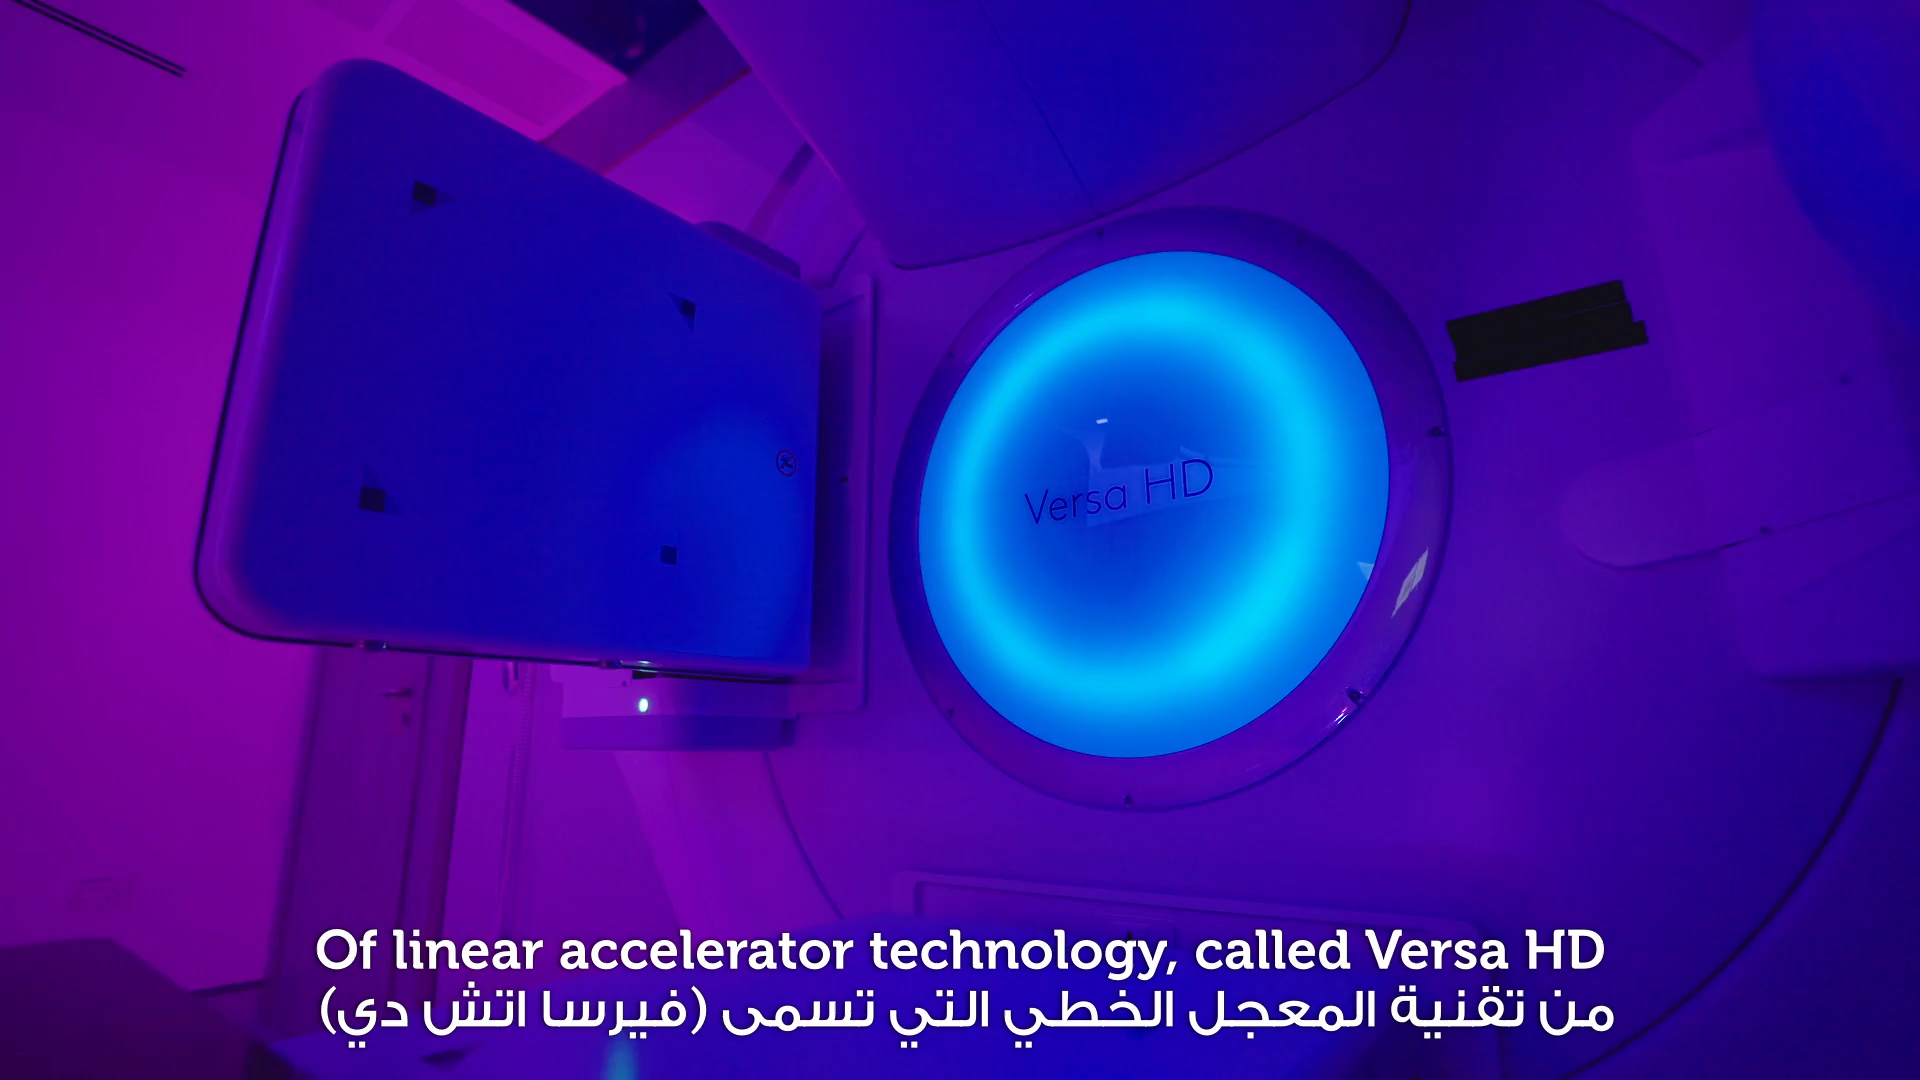 Versa HD
Of linear accelerator technology, called Versa HD
من تقنية المعجل الخطي التي تسمى (فيرسا اتش دي)